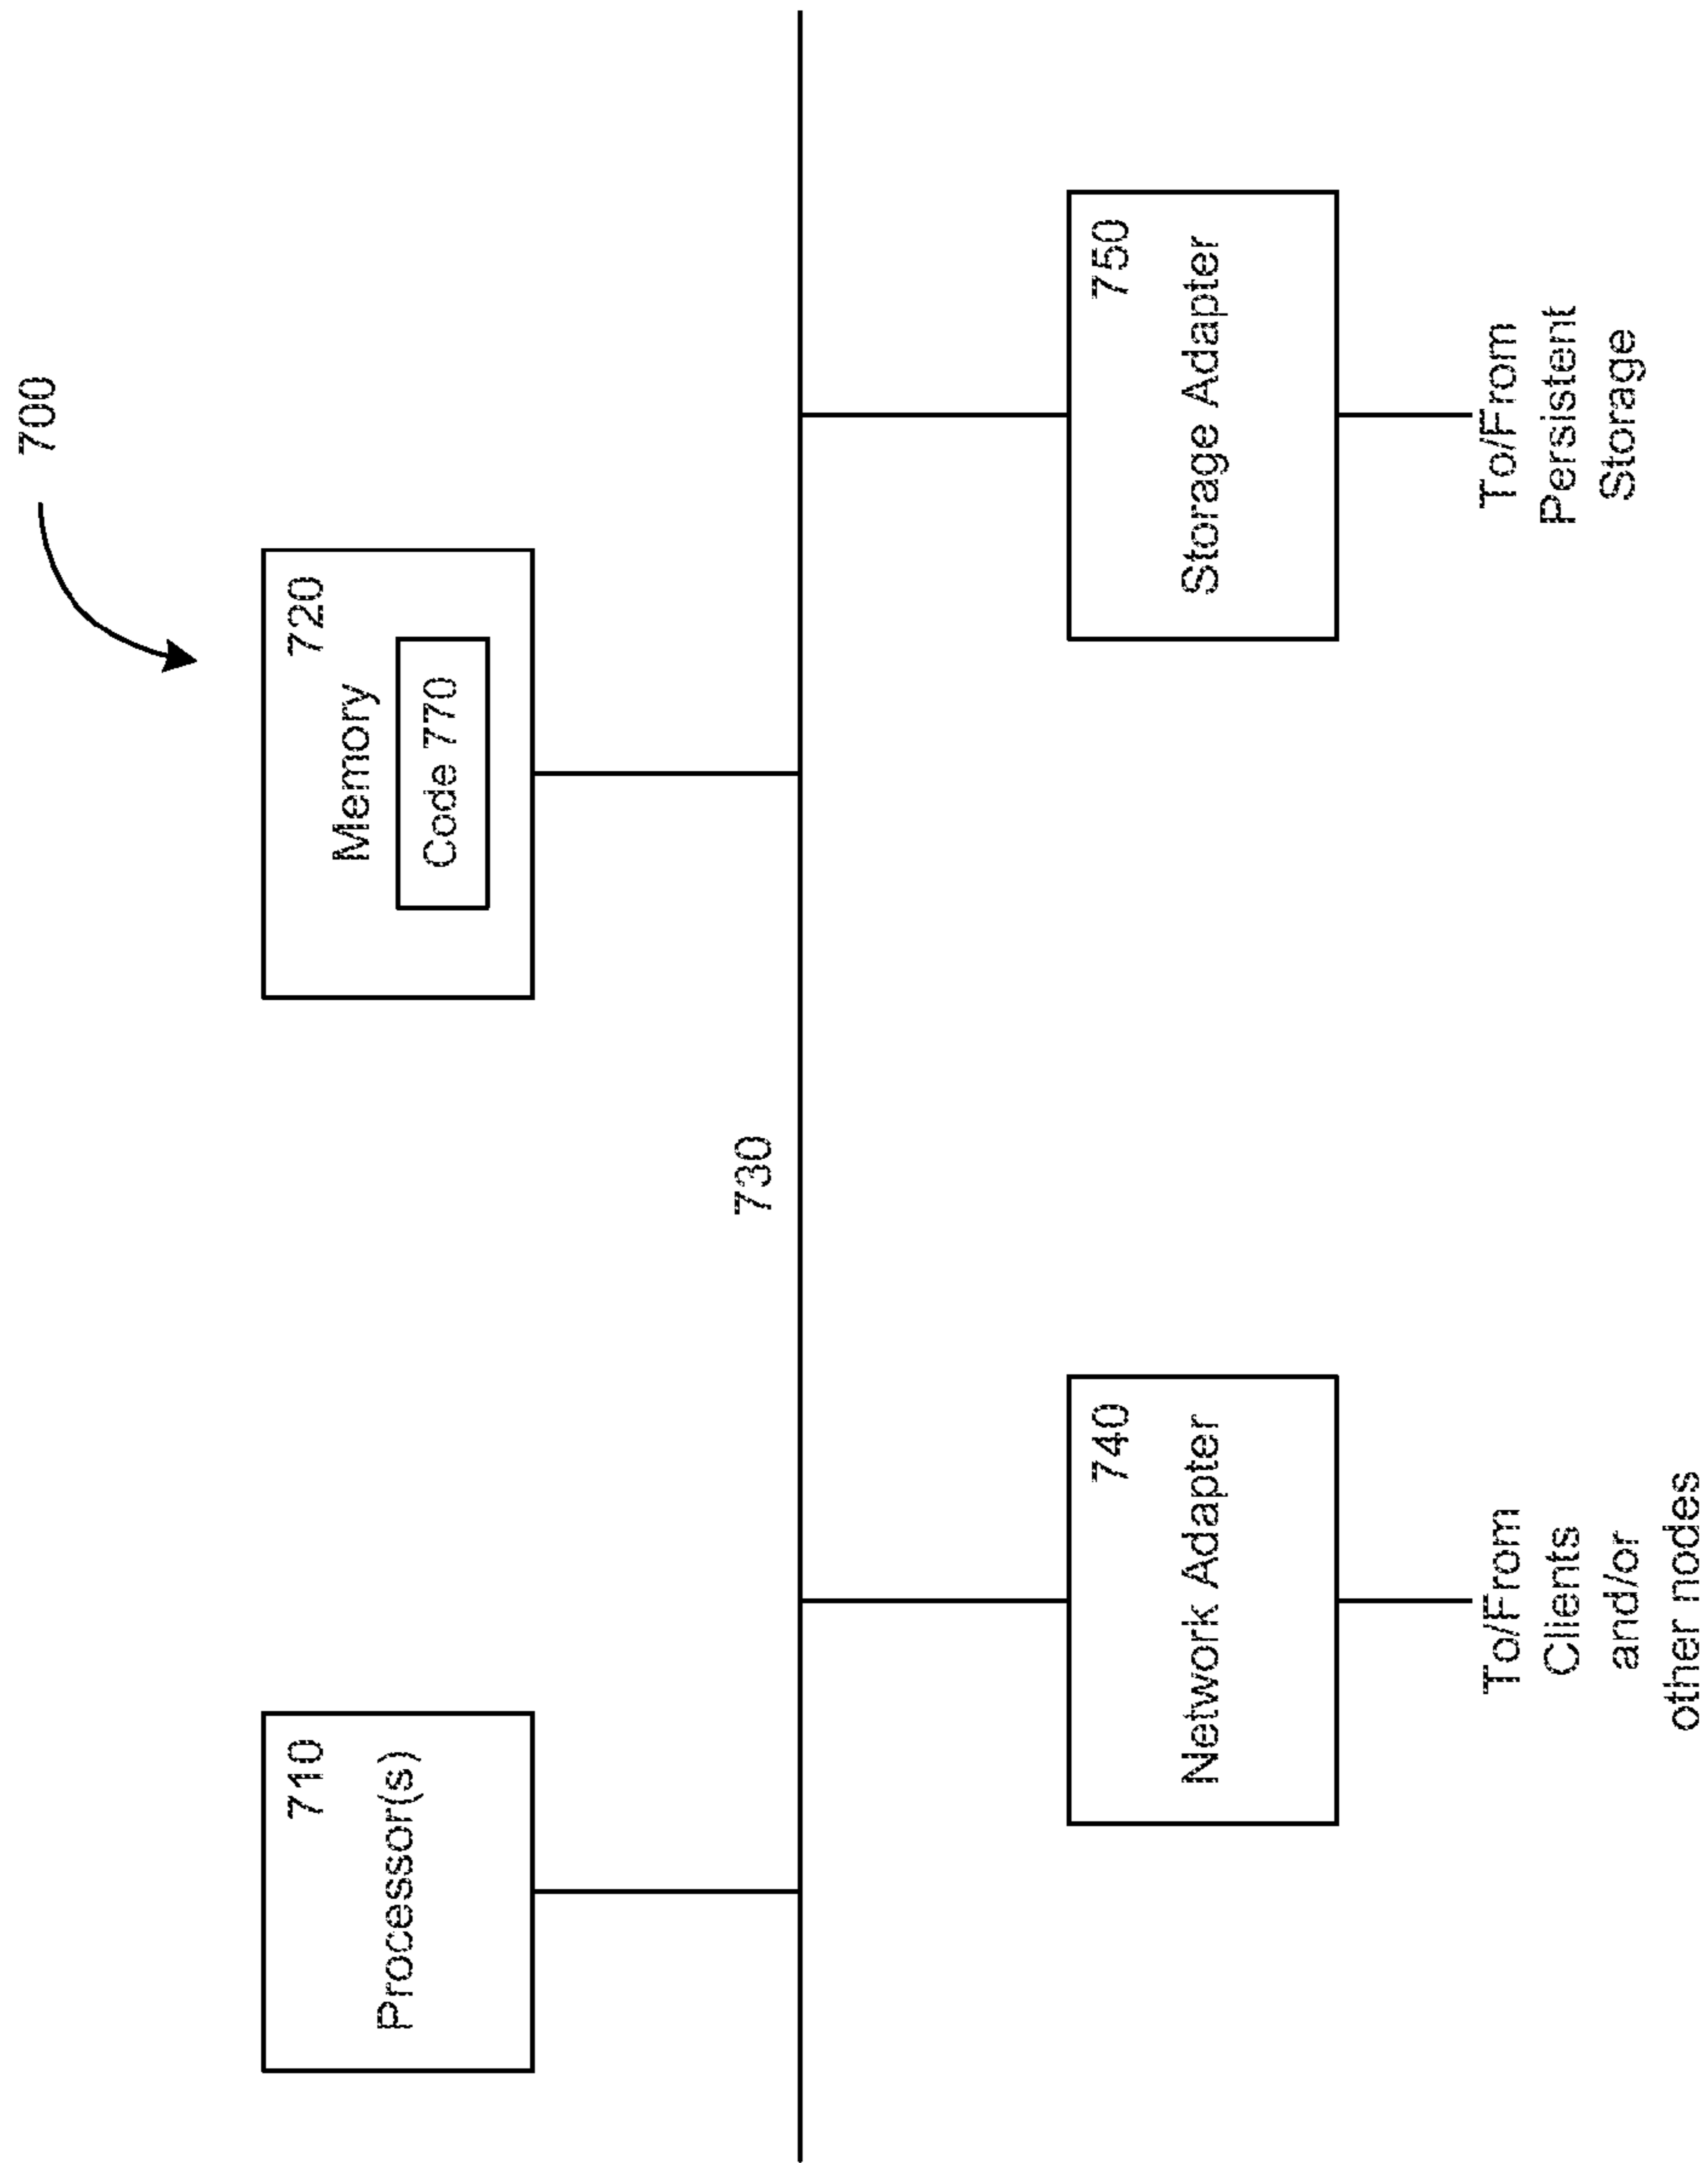 700
710
Processor(s)
720
Memory
Code 770
730
740
Network Adapter
750
Storage Adapter
To/From
Clients
and/or
other nodes
To/From
Persistent
Storage